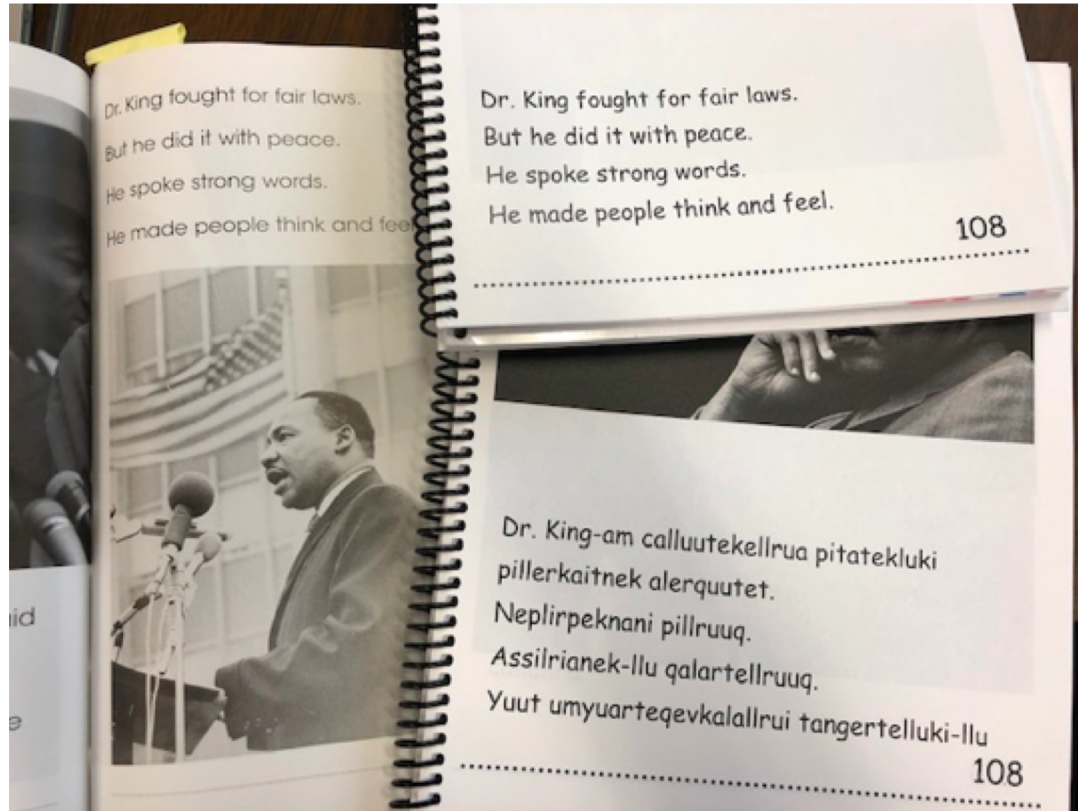 Dr. King fought for fair laws.
But he did it with peace.
He spoke strong words.
He made people think and feel
id
e
Dr. King fought for fair laws.
But he did it with peace.
He spoke strong words.
He made people think and feel.
108
Dr. King-am calluutekellrua pitatekluki
pillerkaitnek alerquutet.
Neplirpeknani pillruuq.
Assilrianek-llu qalartellruuq.
Yuut umyuarteqevkalallrui tangertelluki-llu
108